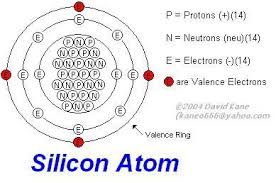 P = Protons (+)(14)
N = Neutrons (neu)(14)
E = Electrons (-)(14)
are Valence Electrons
©2004 David Kane
(kane0666@yahoo.com)
Valence Ring
Silicon Atom
E
E
E
E
E
E
E
E
E
E
E
E
E
E
N P N
N P N P
P N P N P
N P N P
P N P N P
N P N P
P N P